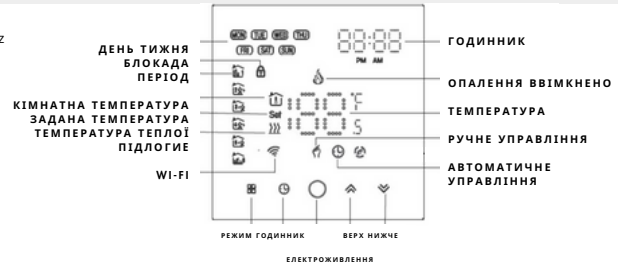 z
ДЕНЬ ТИЖНЯ
БЛОКАДА
ПЕРІОД
КІМНАТНА ТЕМПЕРАТУРА
ЗАДАНА ТЕМПЕРАТУРА
ТЕМПЕРАТУРА ТЕПЛОЇ
ПІДЛОГИЕ
WI-FI
MON TUE WED THU
FRI SAT SUN
88:88
PM AM
Set
°F
ГОДИННИК
ОПАЛЕННЯ ВВІМКНЕНО
ТЕМПЕРАТУРА
РУЧНЕ УПРАВЛІННЯ
АВТОМАТИЧНЕ
УПРАВЛІННЯ
РЕЖИМ ГОДИННИК
ВЕРХ НИЖЧЕ
ЕЛЕКТРОЖИВЛЕННЯ